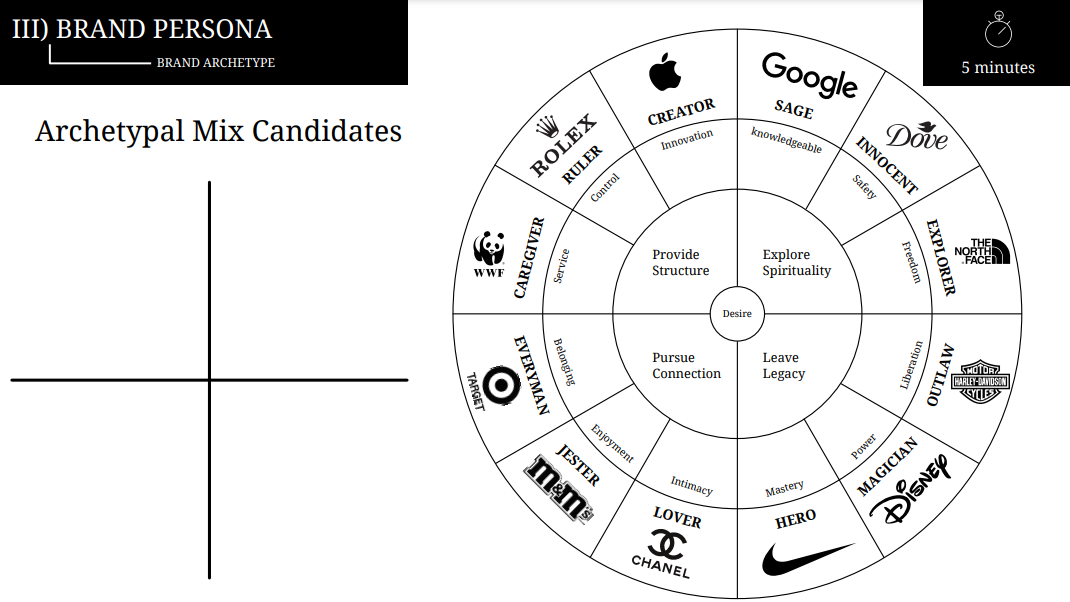 III) BRAND PERSONA
BRAND ARCHETYPE
5 minutes
Archetypal Mix Candidates
Google
SAGE
knowledgeable
Dove
INNOCENT
Safety
THE
NORTH
FACE
EXPLORER
Freedom
MOTOR
HARLEY-DAVIDSON
CYCLES
OUTLAW
Liberation
Disney
MAGICIAN
Power
HERO
Mastery
CHANEL
LOVER
Intimacy
m&m's
JESTER
Enjoyment
TARGET
EVERYMAN
Belonging
WWF
CAREGIVER
Service
ROLEX
RULER
Control
CREATOR
Innovation
Provide
Structure
Explore
Spirituality
Desire
Pursue
Connection
Leave
Legacy